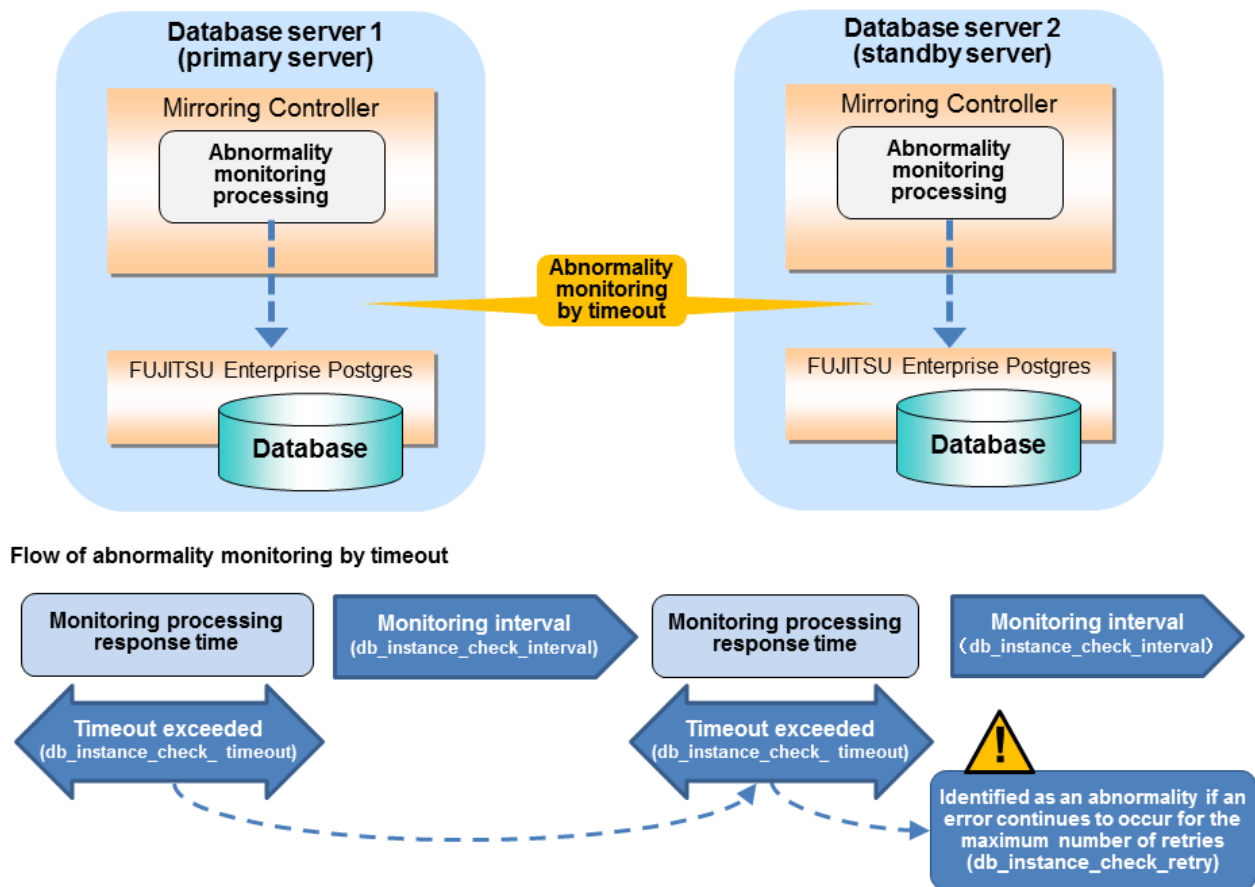 Database server 1
(primary server)
Mirroring Controller
Abnormality
monitoring
processing
FUJITSU Enterprise Postgres
Database
Abnormality
monitoring
by timeout
Database server 2
(standby server)
Mirroring Controller
Abnormality
monitoring
processing
FUJITSU Enterprise Postgres
Database
Flow of abnormality monitoring by timeout
Monitoring processing
response time
Monitoring interval
(db_instance_check_interval)
Monitoring processing
response time
Monitoring interval
（db_instance_check_interval）
Timeout exceeded
(db_instance_check_ timeout)
Timeout exceeded
(db_instance_check_ timeout)
!
Identified as an abnormality if an
error continues to occur for the
maximum number of retries
(db_instance_check_retry)